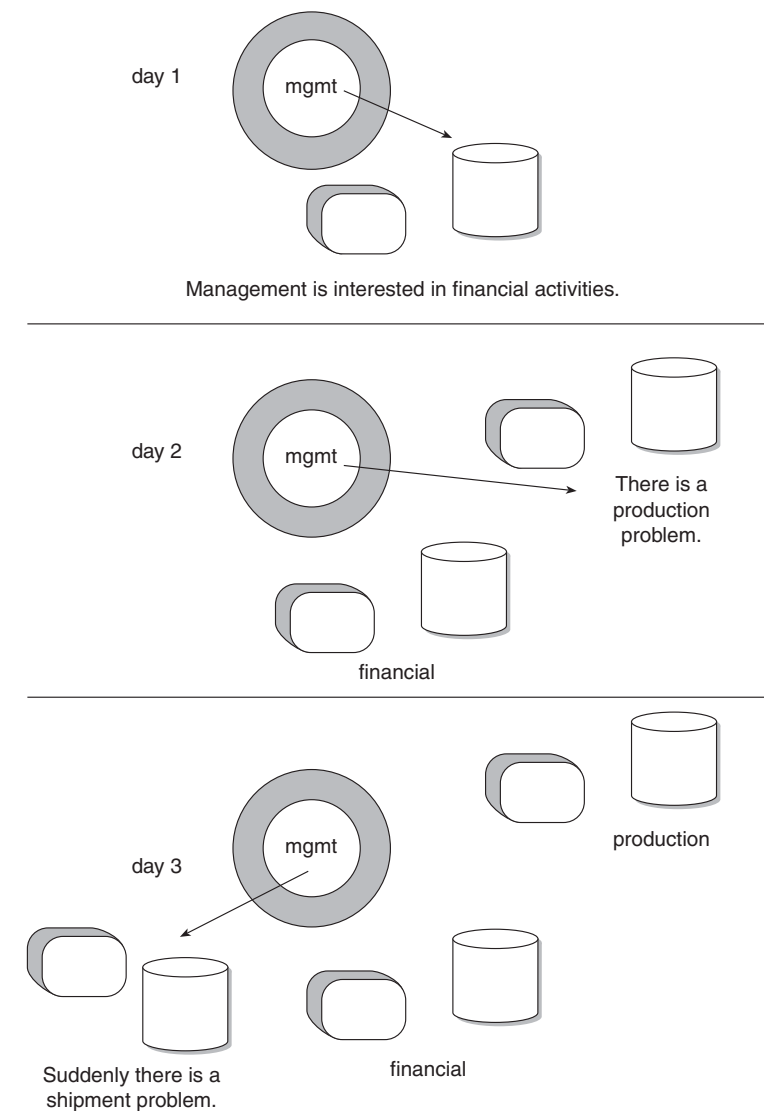 day 1
mgmt
Management is interested in financial activities.
day 2
mgmt
There is a
production
problem.
financial
day 3
mgmt
production
financial
Suddenly there is a
shipment problem.